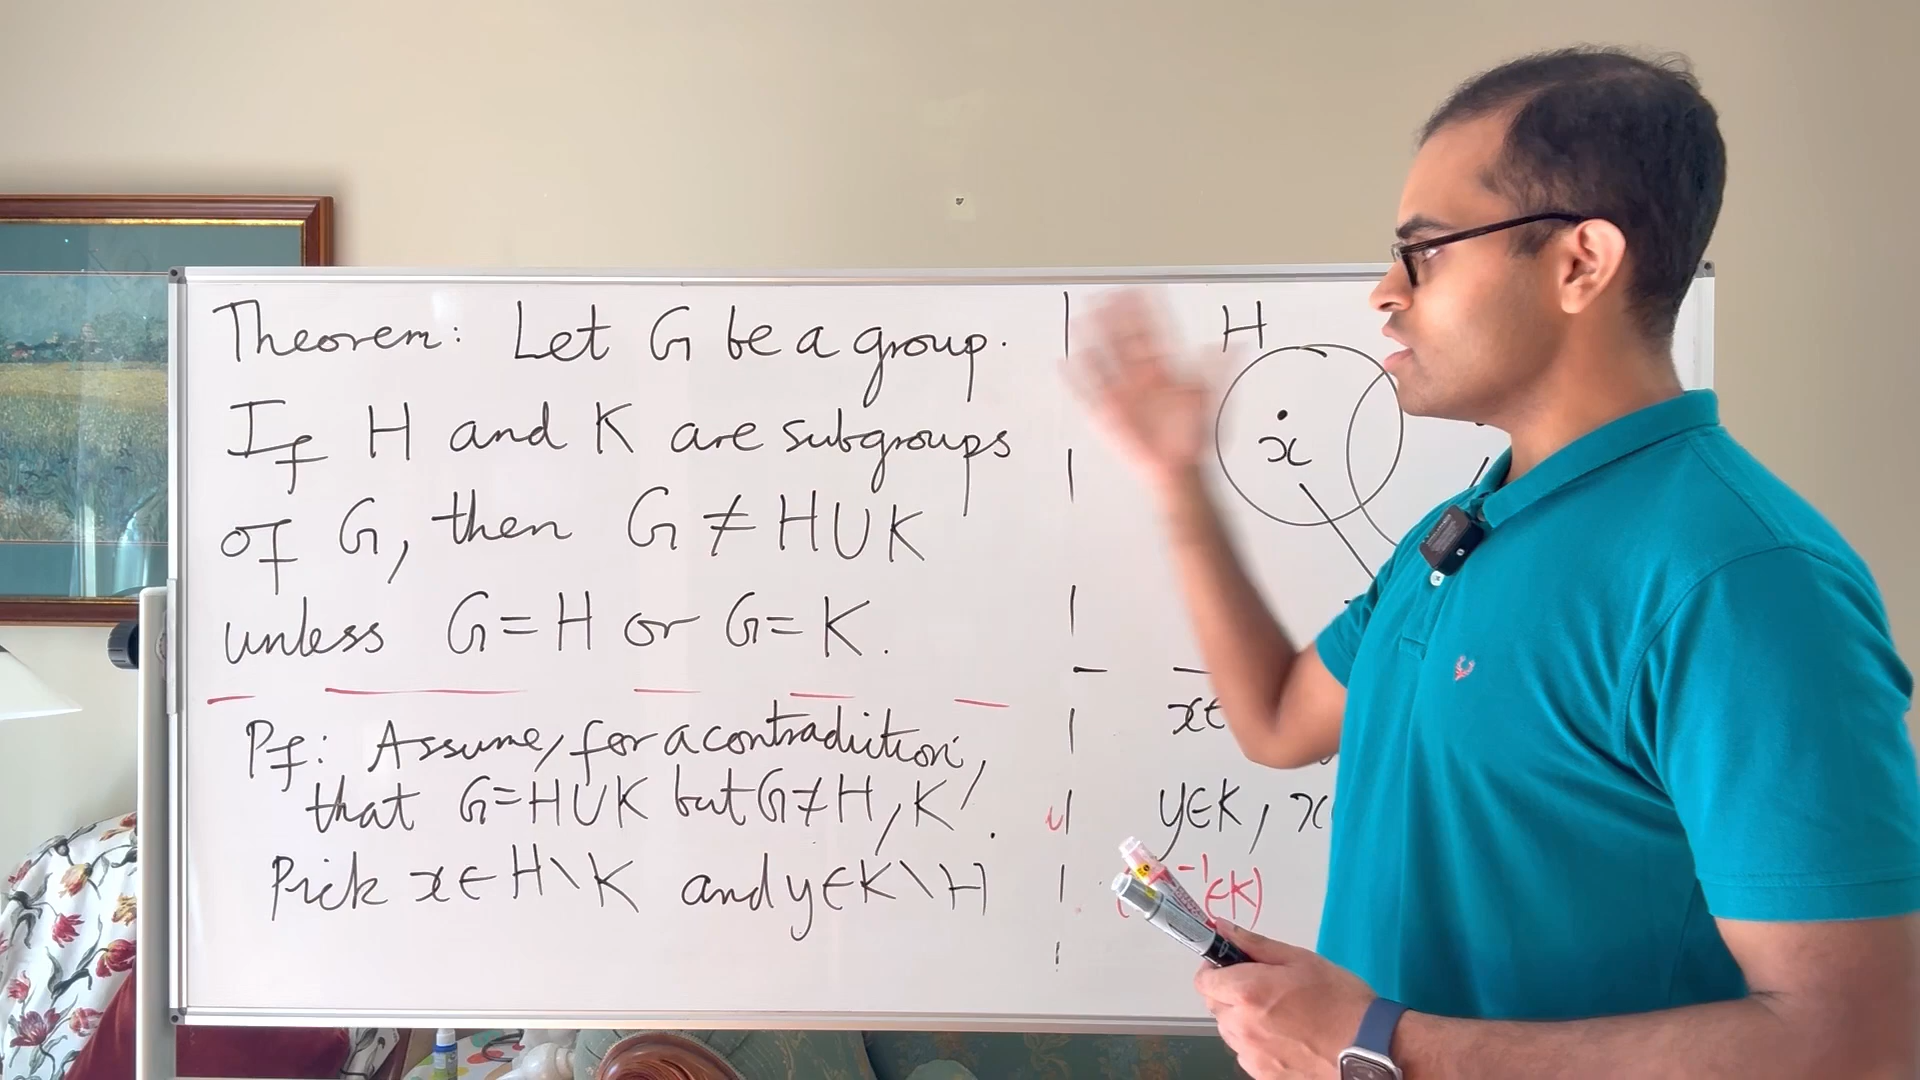 Theorem: Let G be a group.
If H and K are subgroups
of G, then G ≠ H∪K
unless G=H or G=K.
Pf: Assume, for a contradiction,
that G=H∪K but G≠H, K.
Pick x∈H\K and y∈K\H
H
x
x∈
y∈K, x
⁻¹∈K)